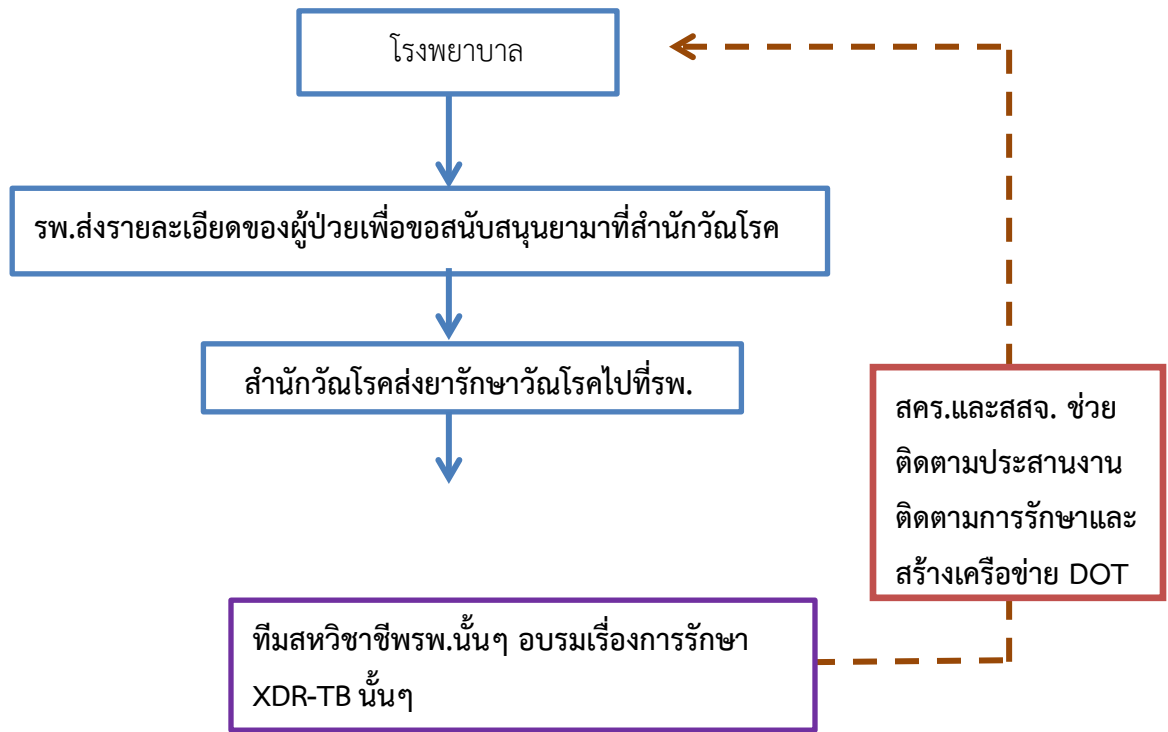 โรงพยาบาล
รพ.ส่งรายละเอียดของผู้ป่วยเพื่อขอสนับสนุนยามาที่สำนักวัณโรค
สำนักวัณโรคส่งยารักษาวัณโรคไปที่รพ.
สคร.และสสจ. ช่วย
ติดตามประสานงาน
ติดตามการรักษาและ
สร้างเครือข่าย DOT
ทีมสหวิชาชีพรพ.นั้นๆ อบรมเรื่องการรักษา
XDR-TB นั้นๆ